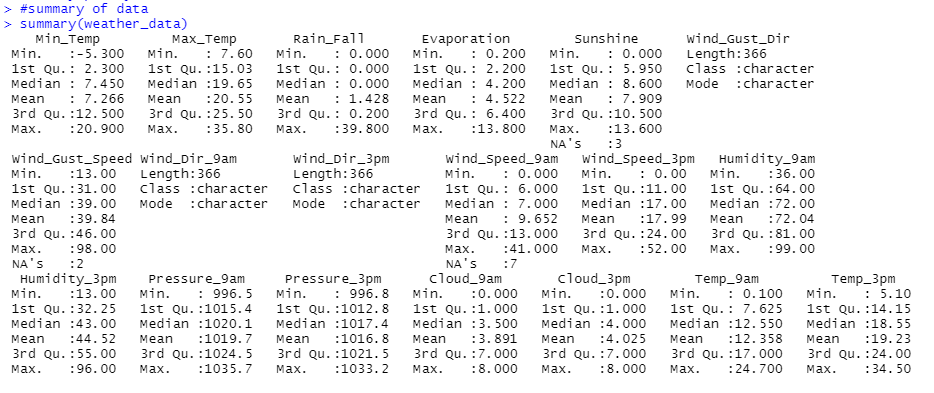 > #summary of data
> summary(weather_data)
Min_Temp Max_Temp Rain_Fall Evaporation Sunshine Wind_Gust_Dir
Min. :-5.300 Min. : 7.60 Min. : 0.000 Min. : 0.200 Min. : 0.000 Length:366
1st Qu.: 2.300 1st Qu.:15.03 1st Qu.: 0.000 1st Qu.: 2.200 1st Qu.: 5.950 Class :character
Median : 7.450 Median :19.65 Median : 0.000 Median : 4.200 Median : 8.600 Mode :character
Mean : 7.266 Mean :20.55 Mean : 1.428 Mean : 4.522 Mean : 7.909
3rd Qu.:12.500 3rd Qu.:25.50 3rd Qu.: 0.200 3rd Qu.: 6.400 3rd Qu.:10.500
Max. :20.900 Max. :35.80 Max. :39.800 Max. :13.800 Max. :13.600
NA's :3
Wind_Gust_Speed Wind_Dir_9am Wind_Dir_3pm Wind_Speed_9am Wind_Speed_3pm Humidity_9am
Min. :13.00 Length:366 Length:366 Min. : 0.000 Min. : 0.00 Min. :36.00
1st Qu.:31.00 Class :character Class :character 1st Qu.: 6.000 1st Qu.:11.00 1st Qu.:64.00
Median :39.00 Mode :character Mode :character Median : 7.000 Median :17.00 Median :72.00
Mean :39.84 Mean : 9.652 Mean :17.99 Mean :72.04
3rd Qu.:46.00 3rd Qu.:13.000 3rd Qu.:24.00 3rd Qu.:81.00
Max. :98.00 Max. :41.000 Max. :52.00 Max. :99.00
NA's :2 NA's :7
Humidity_3pm Pressure_9am Pressure_3pm Cloud_9am Cloud_3pm Temp_9am Temp_3pm
Min. :13.00 Min. : 996.5 Min. : 996.8 Min. :0.000 Min. :0.000 Min. : 0.100 Min. : 5.10
1st Qu.:32.25 1st Qu.:1015.4 1st Qu.:1012.8 1st Qu.:1.000 1st Qu.:1.000 1st Qu.: 7.625 1st Qu.:14.15
Median :43.00 Median :1020.1 Median :1017.4 Median :3.500 Median :4.000 Median :12.550 Median :18.55
Mean :44.52 Mean :1019.7 Mean :1016.8 Mean :3.891 Mean :4.025 Mean :12.358 Mean :19.23
3rd Qu.:55.00 3rd Qu.:1024.5 3rd Qu.:1021.5 3rd Qu.:7.000 3rd Qu.:7.000 3rd Qu.:17.000 3rd Qu.:24.00
Max. :96.00 Max. :1035.7 Max. :1033.2 Max. :8.000 Max. :8.000 Max. :24.700 Max. :34.50